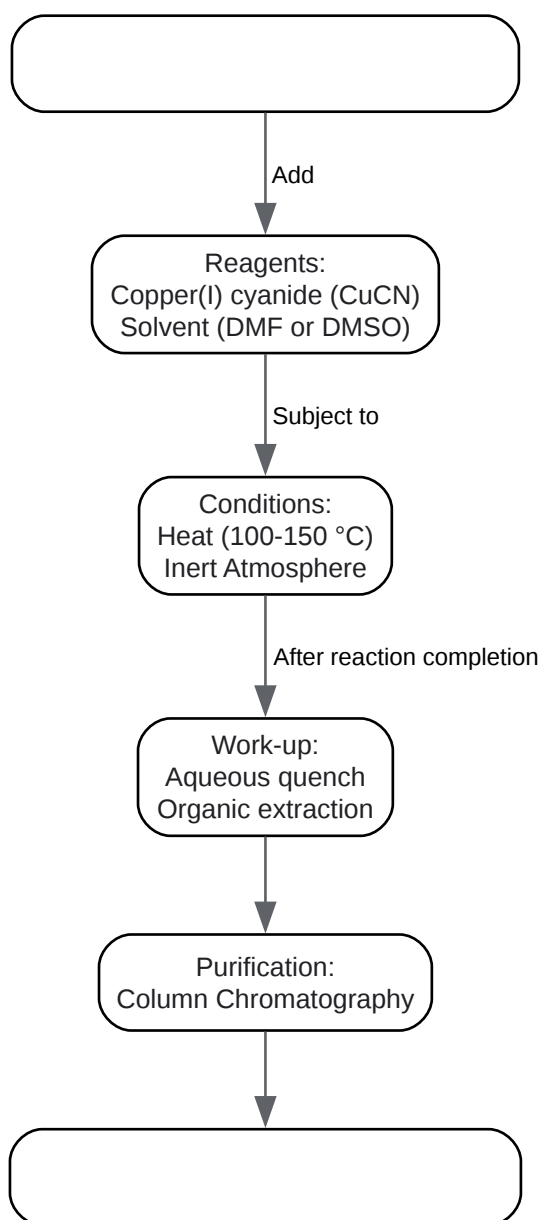 Add
Reagents:
Copper(I) cyanide (CuCN)
Solvent (DMF or DMSO)
Subject to
Conditions:
Heat (100-150 °C)
Inert Atmosphere
After reaction completion
Work-up:
Aqueous quench
Organic extraction
Purification:
Column Chromatography